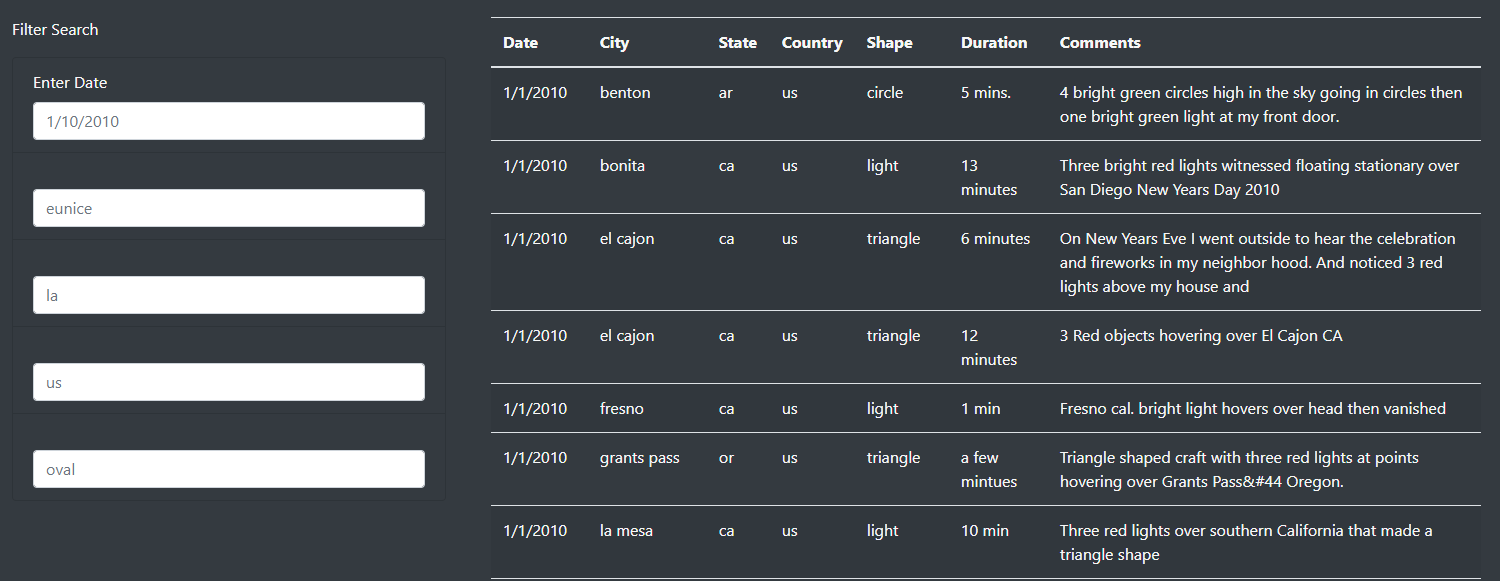 Filter Search
Enter Date
1/10/2010
eunice
la
us
oval
Date City State Country Shape Duration Comments
1/1/2010 benton ar us circle 5 mins. 4 bright green circles high in the sky going in circles then
one bright green light at my front door.
1/1/2010 bonita ca us light 13 Three bright red lights witnessed floating stationary over
minutes San Diego New Years Day 2010
1/1/2010 el cajon ca us triangle 6 minutes On New Years Eve I went outside to hear the celebration
and fireworks in my neighbor hood. And noticed 3 red
lights above my house and
1/1/2010 el cajon ca us triangle 12 3 Red objects hovering over El Cajon CA
minutes
1/1/2010 fresno ca us light 1 min Fresno cal. bright light hovers over head then vanished
1/1/2010 grants pass or us triangle a few Triangle shaped craft with three red lights at points
mintues hovering over Grants Pass&#44 Oregon.
1/1/2010 la mesa ca us light 10 min Three red lights over southern California that made a
triangle shape